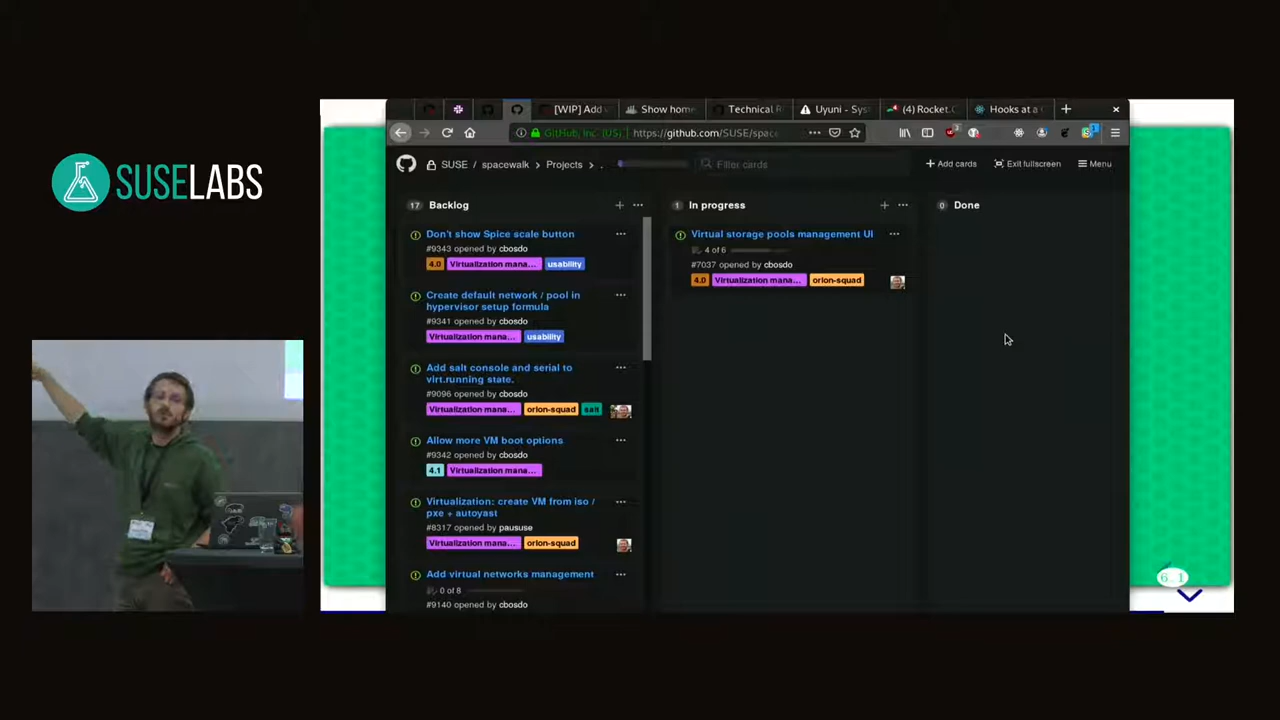 SUSELABS
[WIP] Add
Show hom
Technical R
Uyuni - Sys
(4) Rocket.C
Hooks at a
GitHub, Inc. (US)
https://github.com/SUSE/spac
SUSE / spacewalk > Projects >
Filter cards
Add cards
Exit fullscreen
Menu
17 Backlog
Don't show Spice scale button
#9343 opened by cbosdo
4.0 Virtualization mana... usability
Create default network / pool in
hypervisor setup formula
#9341 opened by cbosdo
Virtualization mana... usability
Add salt console and serial to
virt.running state.
#9096 opened by cbosdo
Virtualization mana... orion-squad salt
Allow more VM boot options
#9342 opened by cbosdo
4.1 Virtualization mana...
Virtualization: create VM from iso /
pxe + autoyast
#8317 opened by paususe
Virtualization mana... orion-squad
Add virtual networks management
0 of 8
#9140 opened by cbosdo
1 In progress
Virtual storage pools management UI
4 of 6
#7037 opened by cbosdo
4.0 Virtualization mana... orion-squad
0 Done
6.1